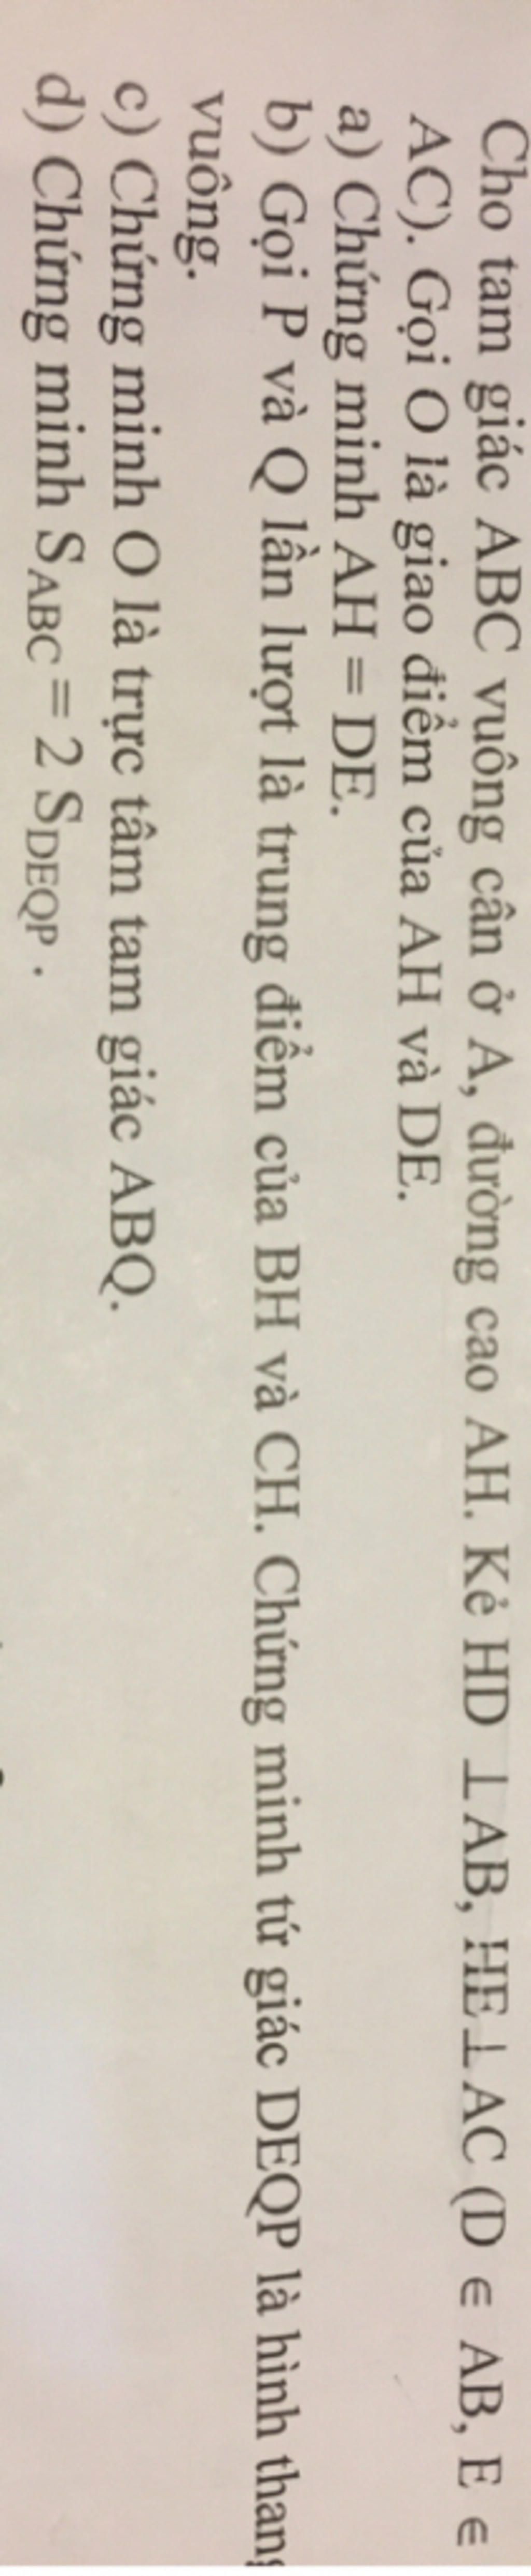 Cho tam giác ABC vuông cân ở A, đường cao AH. Kẻ HD ⊥ AB, HE ⊥ AC (D ∈ AB, E ∈
AC). Gọi O là giao điểm của AH và DE.
a) Chứng minh AH = DE.
b) Gọi P và Q lần lượt là trung điểm của BH và CH. Chứng minh tứ giác DEQP là hình thang
vuông.
c) Chứng minh O là trực tâm tam giác ABQ.
d) Chứng minh S_ABC = 2 S_DEQP.